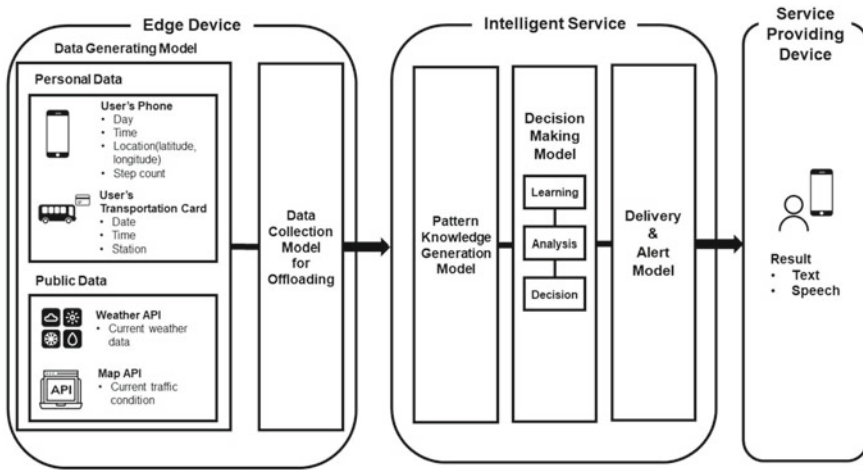 Edge Device
Data Generating Model
Personal Data
User's Phone
• Day
• Time
• Location(latitude,
longitude)
• Step count
User's
Transportation Card
• Date
• Time
• Station
Public Data
Weather API
• Current weather
data
API
Map API
• Current traffic
condition
Data
Collection
Model
for
Offloading
Intelligent Service
Pattern
Knowledge
Generation
Model
Decision
Making
Model
Learning
Analysis
Decision
Delivery
&
Alert
Model
Service
Providing
Device
Result
• Text
• Speech